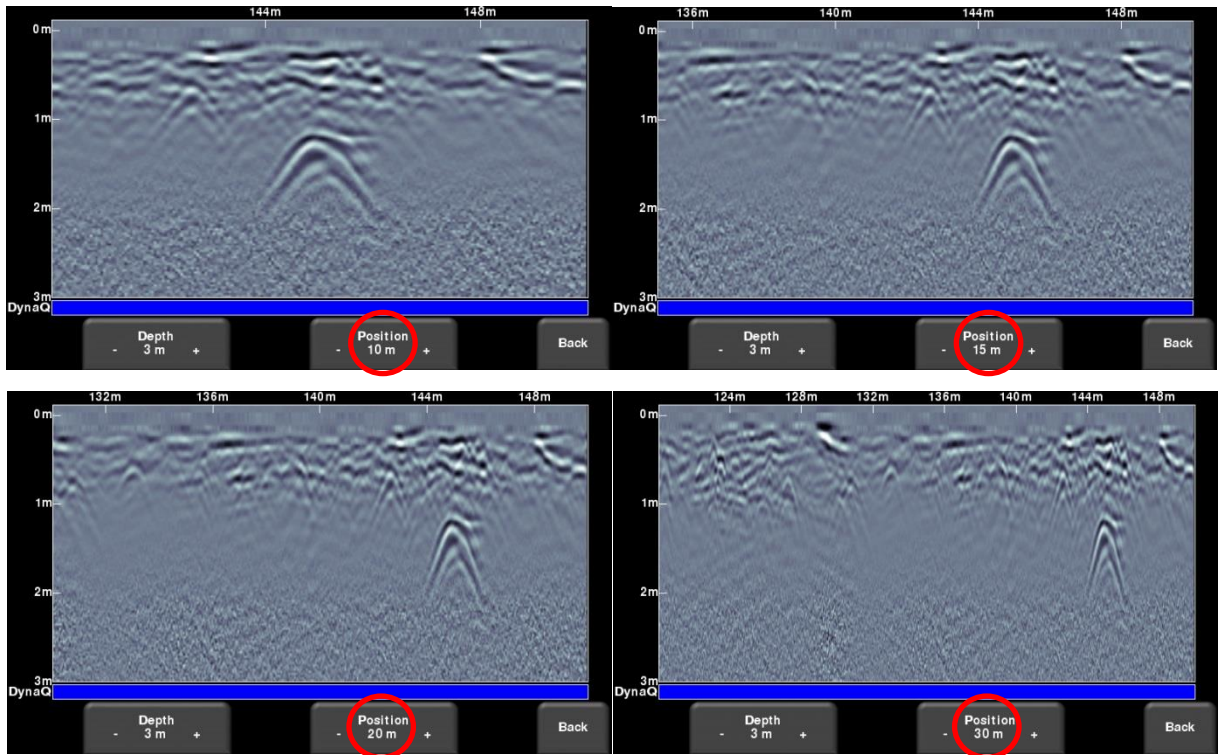 144m 148m
0m
1m
2m
3m
DynaQ
Depth Position
- 3 m + - 10 m + Back
136m 140m 144m 148m
0m
1m
2m
3m
DynaQ
Depth Position
- 3 m + - 15 m + Back
132m 136m 140m 144m 148m
0m
1m
2m
3m
DynaQ
Depth Position
- 3 m + - 20 m + Back
124m 128m 132m 136m 140m 144m 148m
0m
1m
2m
3m
DynaQ
Depth Position
- 3 m + - 30 m + Back